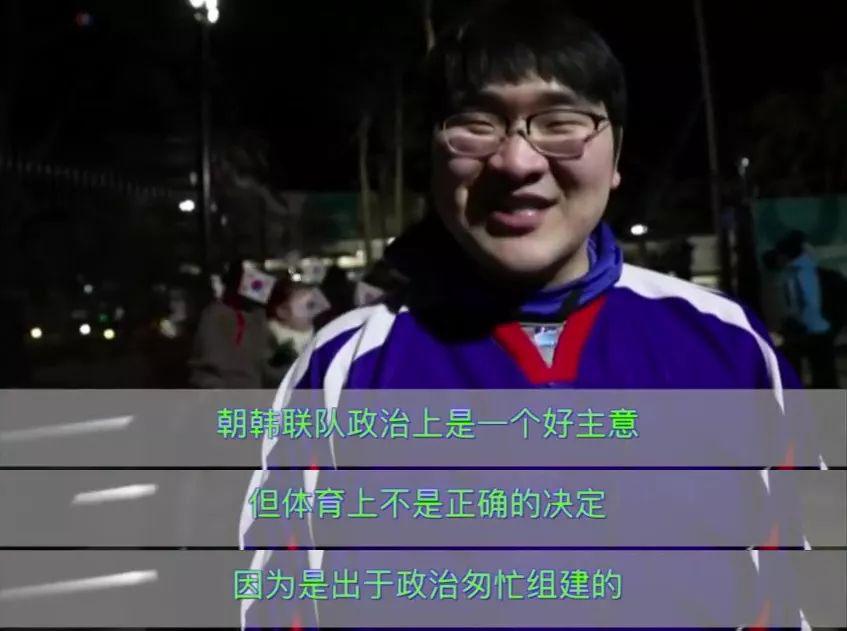 朝韩联队政治上是一个好主意
但体育上不是正确的决定
因为是出于政治匆忙组建的